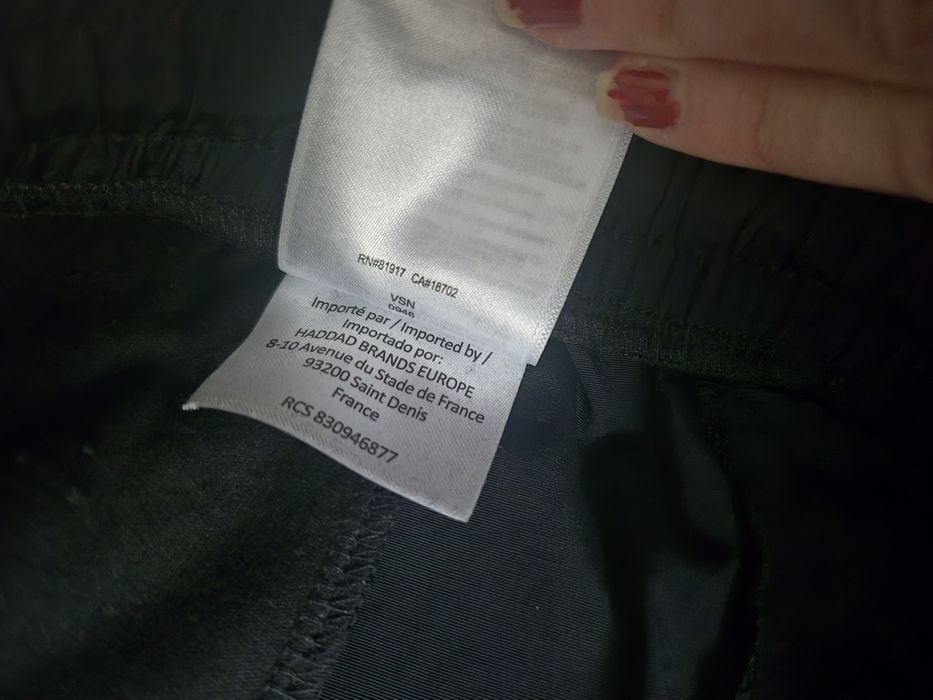 RN#81917 CA#16702
VSN
0946
Importé par / Imported by /
Importado por:
HADDAD BRANDS EUROPE
8-10 Avenue du Stade de France
93200 Saint Denis
France
RCS 830946877